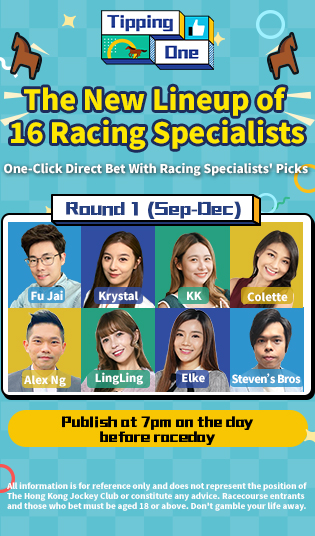 Tipping
One
The New Lineup of
16 Racing Specialists
One-Click Direct Bet With Racing Specialists' Picks
Round 1 (Sep-Dec)
Fu Jai
Krystal
KK
Colette
Alex Ng
LingLing
Elke
Steven's Bros
Publish at 7pm on the day
before raceday
All information is for reference only and does not represent the position of
The Hong Kong Jockey Club or constitute any advice. Racecourse entrants
and those who bet must be aged 18 or above. Don't gamble your life away.